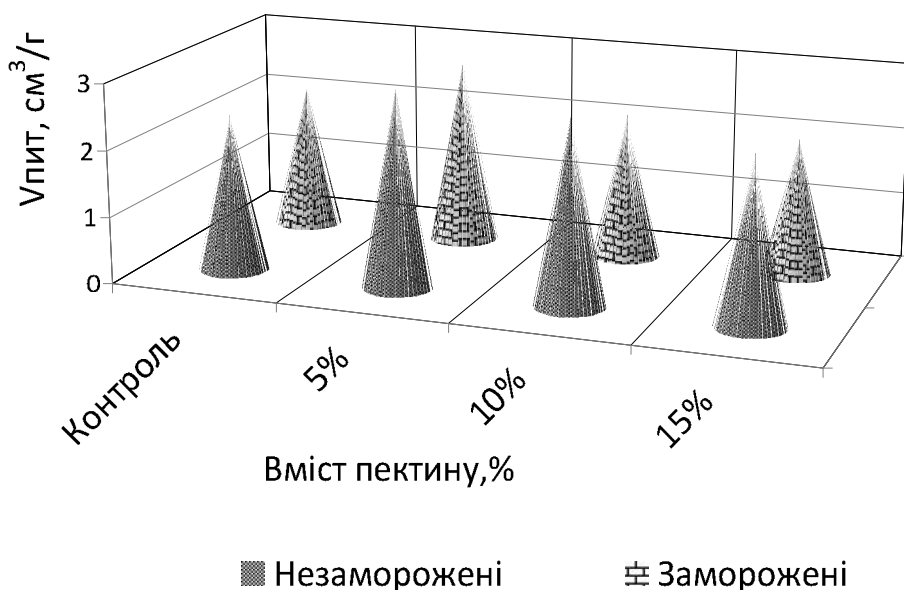 Vпит, см³/г
3
2
1
0
Контроль
5%
10%
15%
Вміст пектину,%
Незаморожені
Заморожені